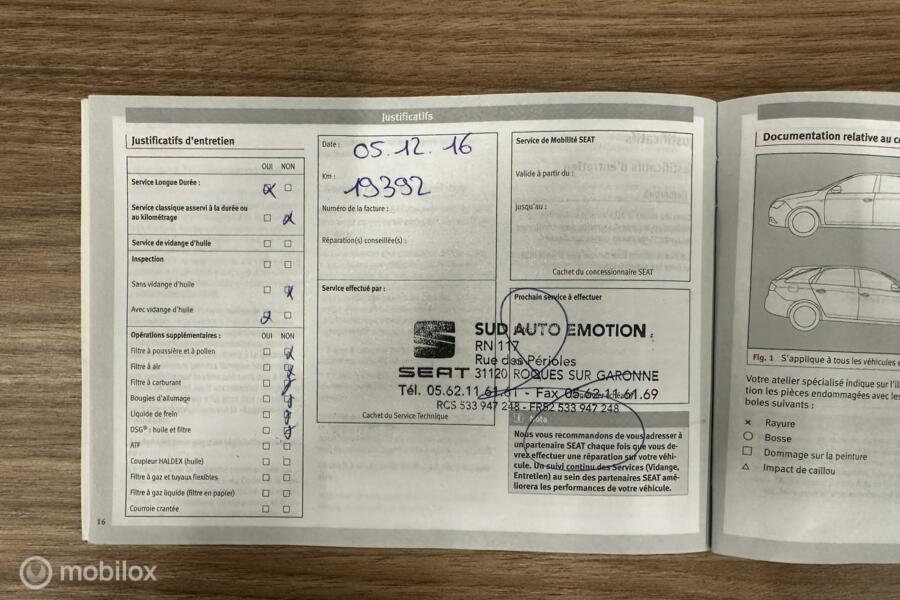 Justificatifs
Justificatifs d'entretien
OUI NON
Service Longue Durée :
Service classique asservi à la durée ou
au kilométrage
Service de vidange d'huile
Inspection
Sans vidange d'huile
Avec vidange d'huile
Opérations supplémentaires : OUI NON
Filtre à poussière et à pollen
Filtre à air
Filtre à carburant
Bougies d'allumage
Liquide de frein
DSG® : huile et filtre
ATF
Coupleur HALDEX (huile)
Filtre à gaz et tuyaux flexibles
Filtre à gaz liquide (filtre en papier)
Courroie crantée
16
Date : 05.12.16
Km : 19392
Numéro de la facture :
Réparation(s) conseillée(s) :
Service effectué par :
Cachet du Service Technique
Service de Mobilité SEAT
Valide à partir du :
jusqu'au :
Cachet du concessionnaire SEAT
Prochain service à effectuer
SEAT
SUD AUTO EMOTION
RN 117
Rue des Périoles
31120 ROQUES SUR GARONNE
Tél. 05.62.11.61.61 - Fax 05.62.11.61.69
RCS 533 947 248 - FR52 533 947 248
Nota
Nous vous recommandons de vous adresser à
un partenaire SEAT chaque fois que vous de-
vrez effectuer une réparation sur votre véhi-
cule. Un suivi continu des Services (Vidange,
Entretien) au sein des partenaires SEAT amé-
liorera les performances de votre véhicule.
Documentation relative au
Fig. 1 S'applique à tous les véhicules
Votre atelier spécialisé indique sur l'
tion les pièces endommagées avec les
boles suivants :
× Rayure
○ Bosse
□ Dommage sur la peinture
△ Impact de caillou
mobilox